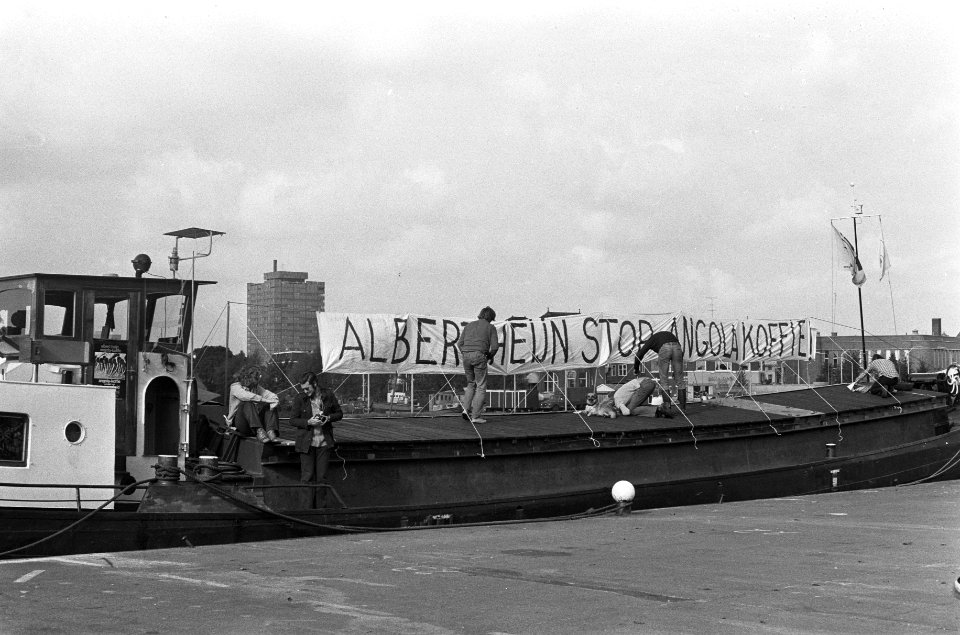 ALBERT HEIJN STOP ANGOLAKOFFIE